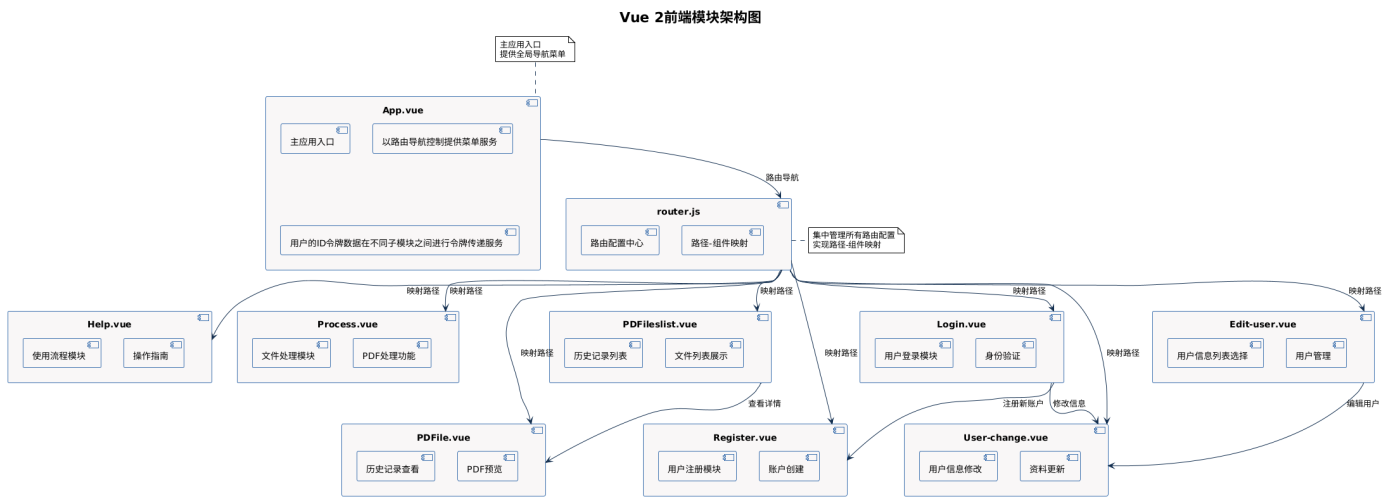 Vue 2前端模块架构图
主应用入口
提供全局导航菜单
App.vue
主应用入口
以路由导航控制提供菜单服务
用户的ID令牌数据在不同子模块之间进行令牌传递服务
路由导航
router.js
路由配置中心
路径-组件映射
集中管理所有路由配置
实现路径-组件映射
映射路径
映射路径
映射路径
映射路径
映射路径
Help.vue
使用流程模块
操作指南
Process.vue
文件处理模块
PDF处理功能
映射路径
PDFileslist.vue
历史记录列表
文件列表展示
映射路径
Login.vue
用户登录模块
身份验证
映射路径
Edit-user.vue
用户信息列表选择
用户管理
查看详情
注册新账户
修改信息
编辑用户
PDFile.vue
历史记录查看
PDF预览
Register.vue
用户注册模块
账户创建
User-change.vue
用户信息修改
资料更新